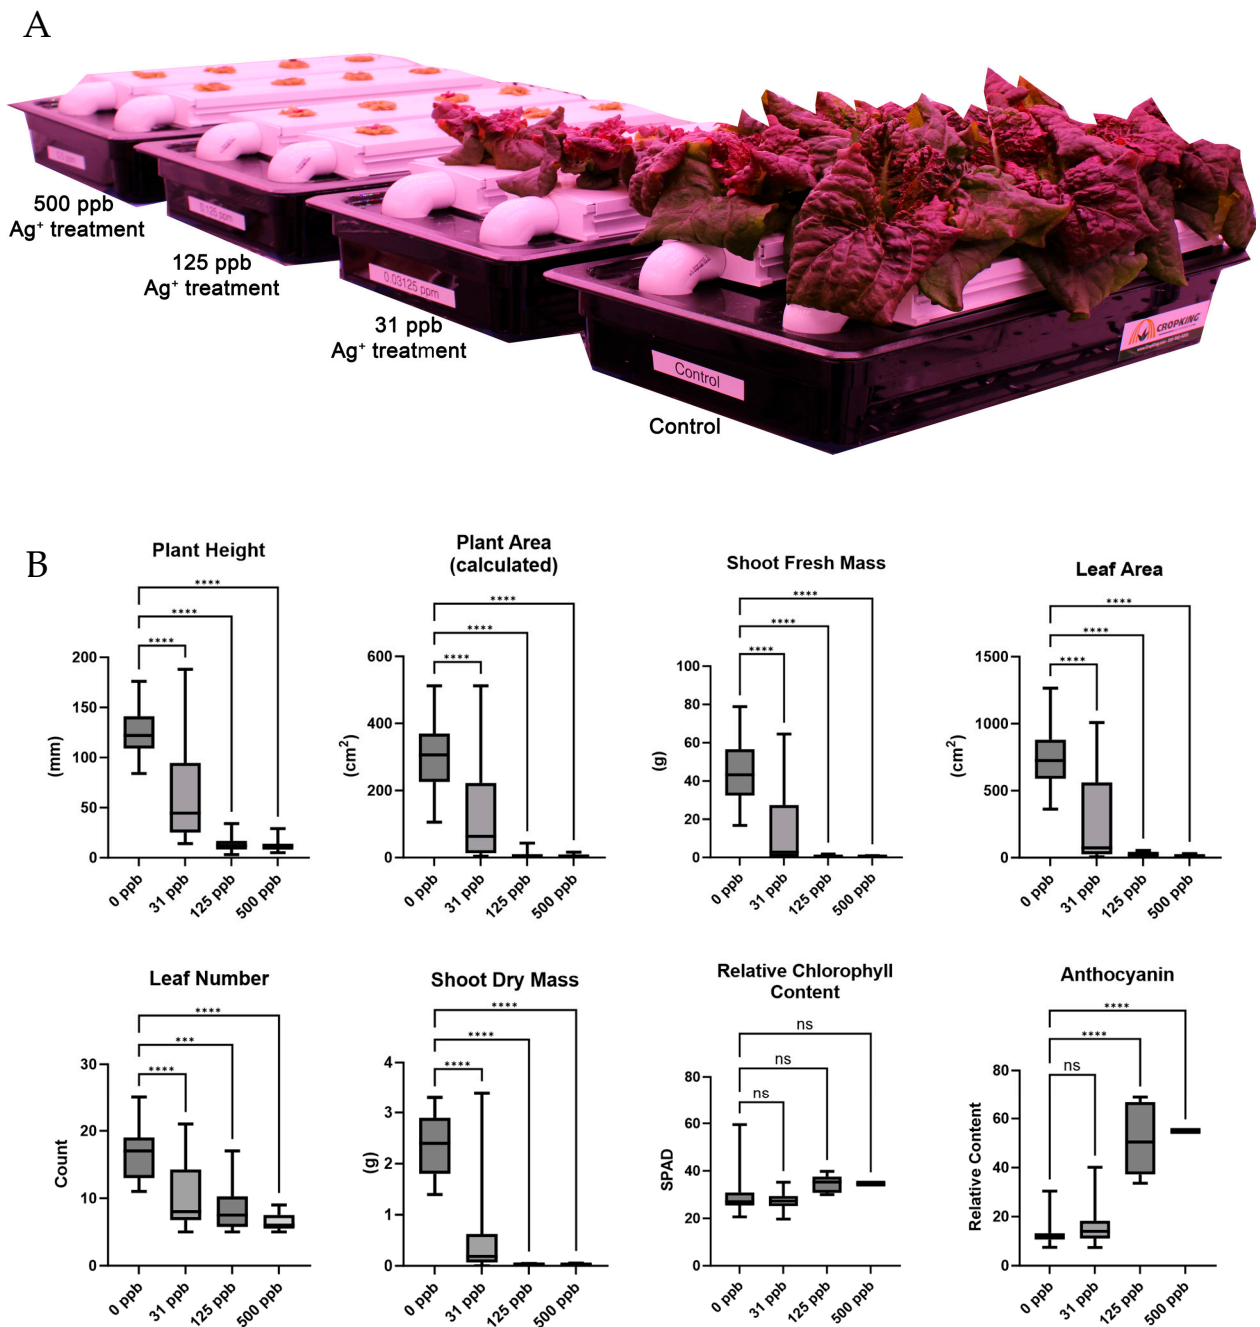 A
500 ppb
Ag⁺ treatment
125 ppb
Ag⁺ treatment
31 ppb
Ag⁺ treatment
Control
0.125 ppm
0.03125 ppm
Control
CROPKING
B
Plant Height
****
****
****
(mm)
200
150
100
50
0
0 ppb
31 ppb
125 ppb
500 ppb
Plant Area
(calculated)
****
****
****
(cm²)
600
400
200
0
0 ppb
31 ppb
125 ppb
500 ppb
Shoot Fresh Mass
****
****
****
(g)
100
80
60
40
20
0
0 ppb
31 ppb
125 ppb
500 ppb
Leaf Area
****
****
****
(cm²)
1500
1000
500
0
0 ppb
31 ppb
125 ppb
500 ppb
Leaf Number
****
***
****
Count
30
20
10
0
0 ppb
31 ppb
125 ppb
500 ppb
Shoot Dry Mass
****
****
****
(g)
4
3
2
1
0
0 ppb
31 ppb
125 ppb
500 ppb
Relative Chlorophyll
Content
ns
ns
ns
SPAD
80
60
40
20
0
0 ppb
31 ppb
125 ppb
500 ppb
Anthocyanin
****
****
ns
Relative Content
80
60
40
20
0
0 ppb
31 ppb
125 ppb
500 ppb